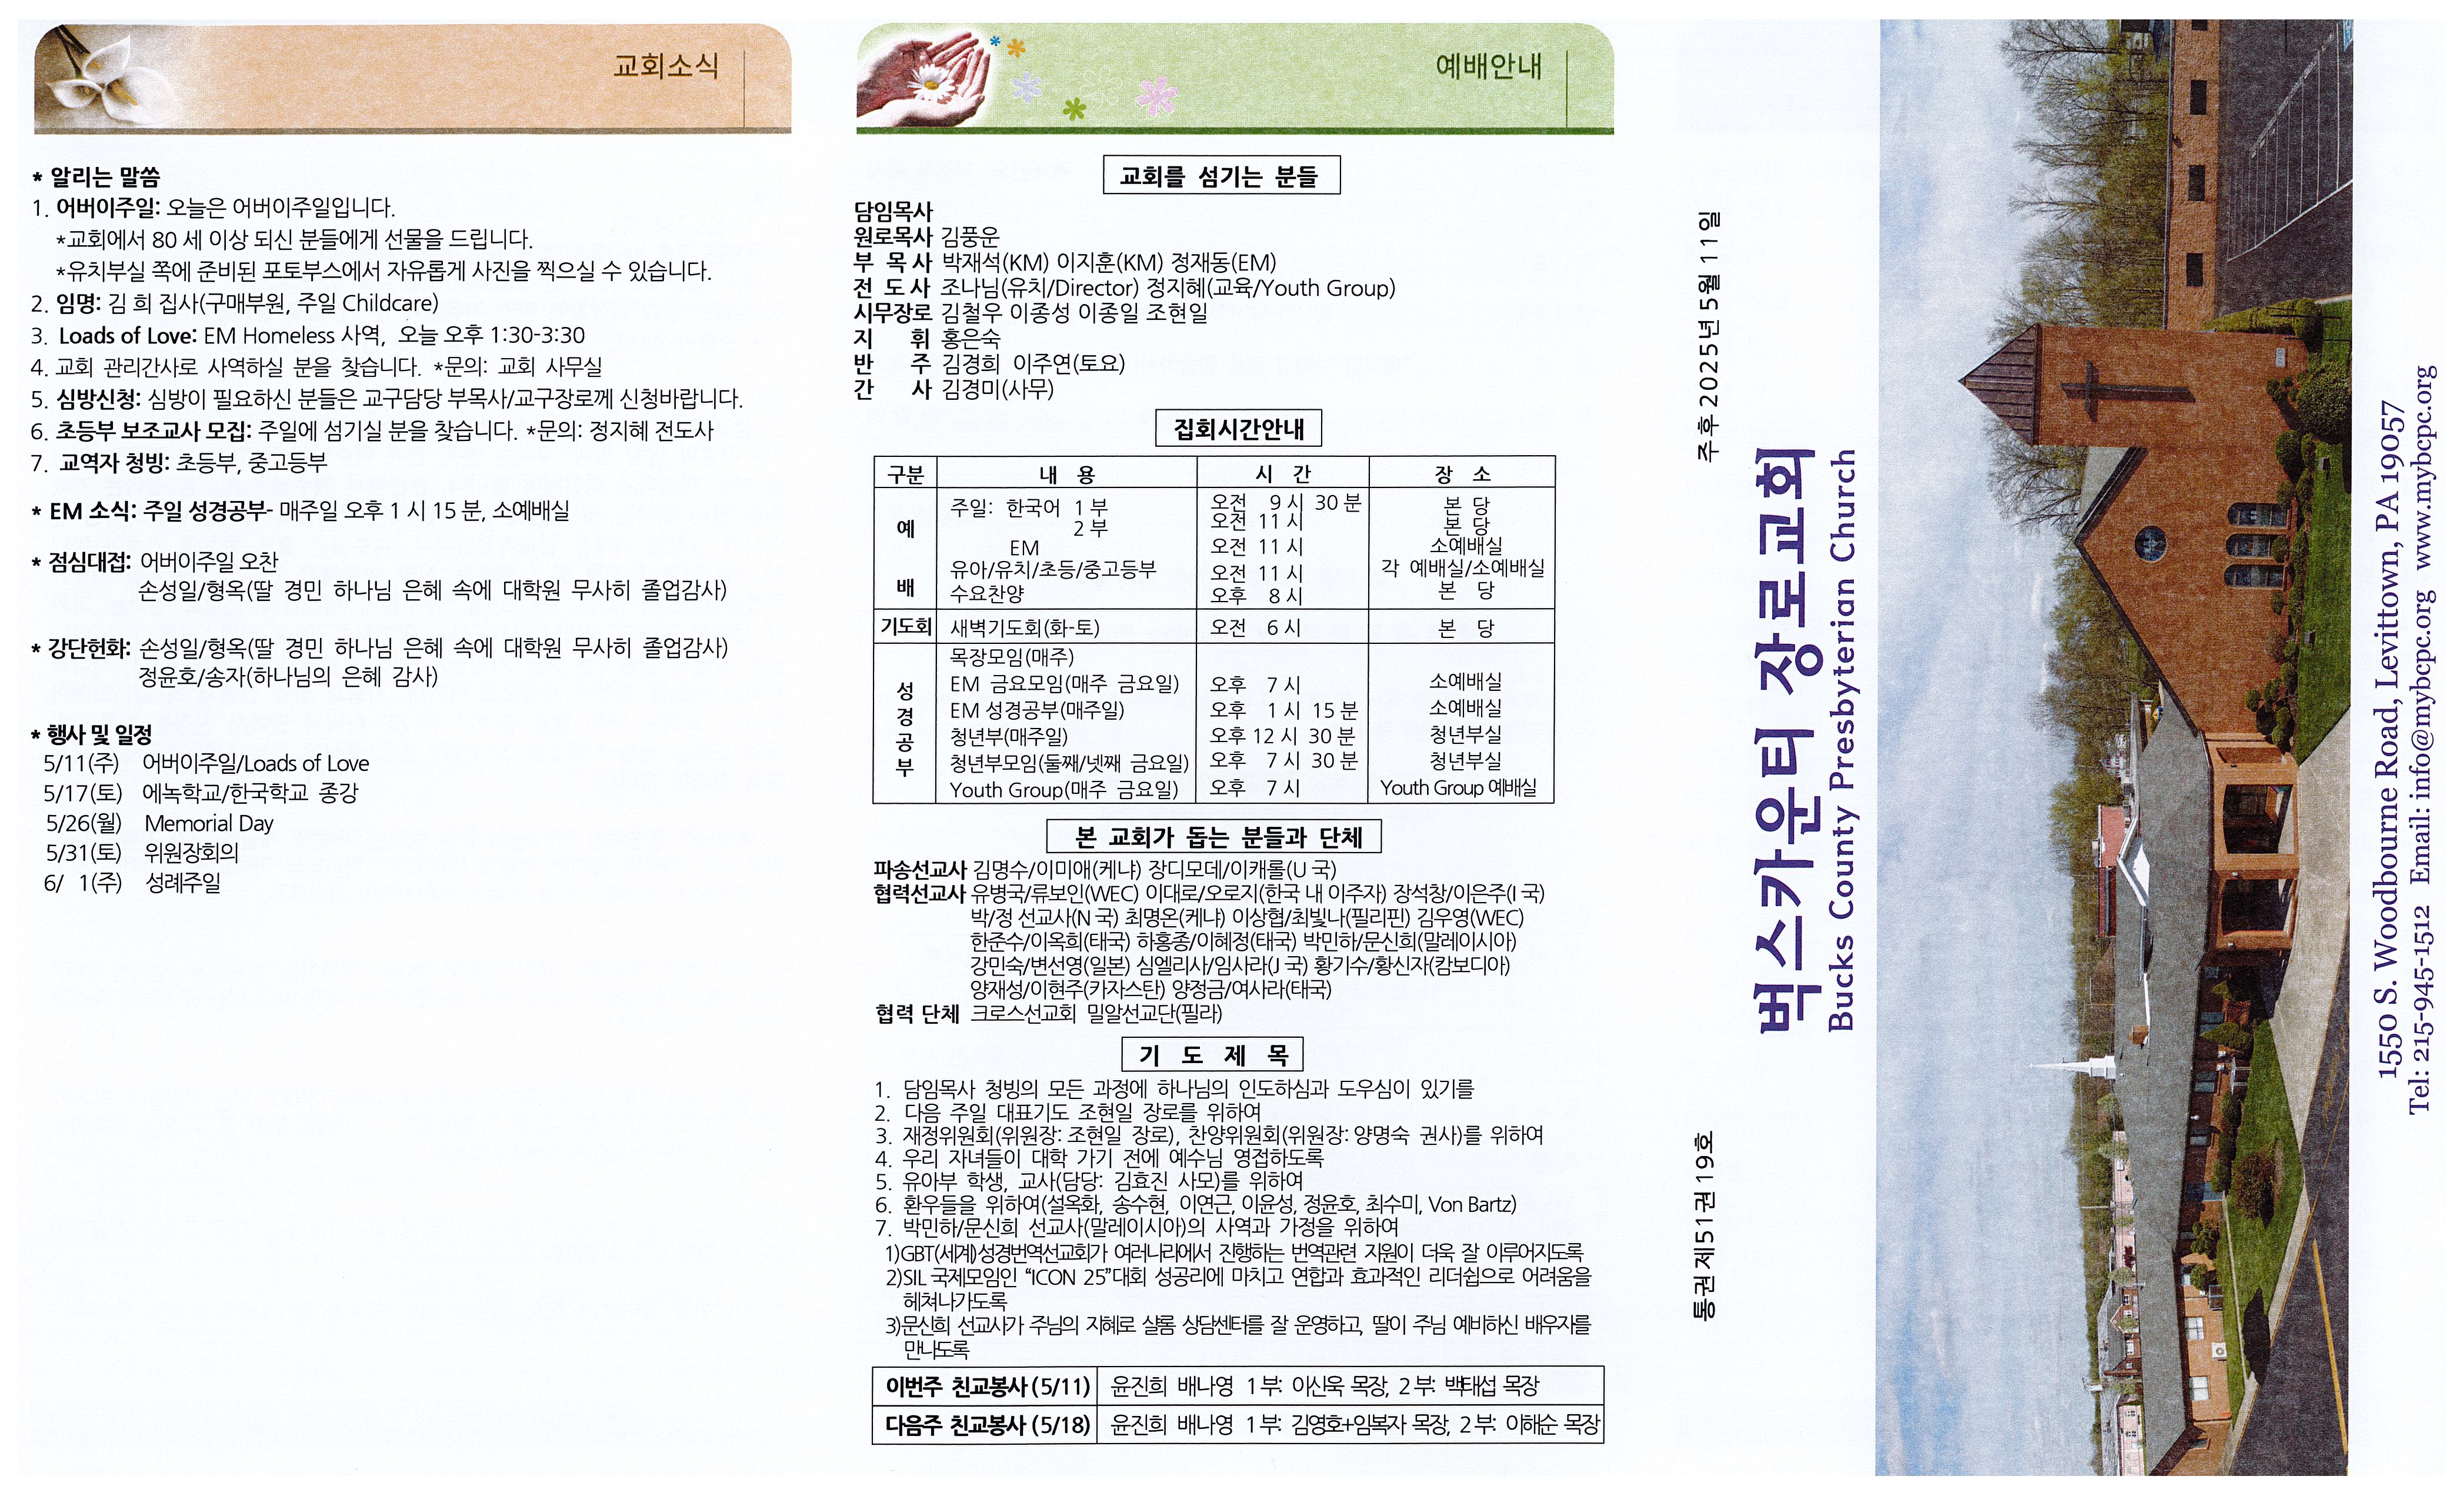 교회소식
* 알리는 말씀
1. 어버이주일: 오늘은 어버이주일입니다.
*교회에서 80 세 이상 되신 분들에게 선물을 드립니다.
*유치부실 쪽에 준비된 포토부스에서 자유롭게 사진을 찍으실 수 있습니다.
2. 임명: 김 희 집사(구매부원, 주일 Childcare)
3. Loads of Love: EM Homeless 사역, 오늘 오후 1:30-3:30
4. 교회 관리간사로 사역하실 분을 찾습니다. *문의: 교회 사무실
5. 심방신청: 심방이 필요하신 분들은 교구담당 부목사/교구장로께 신청바랍니다.
6. 초등부 보조교사 모집: 주일에 섬기실 분을 찾습니다. *문의: 정지혜 전도사
7. 교역자 청빙: 초등부, 중고등부
* EM 소식: 주일 성경공부- 매주일 오후 1 시 15 분, 소예배실
* 점심대접: 어버이주일 오찬
손성일/형옥(딸 경민 하나님 은혜 속에 대학원 무사히 졸업감사)
* 강단헌화: 손성일/형옥(딸 경민 하나님 은혜 속에 대학원 무사히 졸업감사)
정윤호/송자(하나님의 은혜 감사)
* 행사 및 일정
5/11(주) 어버이주일/Loads of Love
5/17(토) 에녹학교/한국학교 종강
5/26(월) Memorial Day
5/31(토) 위원장회의
6/ 1(주) 성례주일
예배안내
교회를 섬기는 분들
담임목사
원로목사 김풍운
부 목 사 박재석(KM) 이지훈(KM) 정재동(EM)
전 도 사 조나님(유치/Director) 정지혜(교육/Youth Group)
시무장로 김철우 이종성 이종일 조현일
지 휘 홍은숙
반 주 김경희 이주연(토요)
간 사 김경미(사무)
집회시간안내
구분 내 용 시 간 장 소
예 배
주일: 한국어 1 부 오전 9 시 30 분 본 당
2 부 오전 11 시 본 당
EM 오전 11 시 소예배실
유아/유치/초등/중고등부 오전 11 시 각 예배실/소예배실
수요찬양 오후 8 시 본 당
기도회 새벽기도회(화-토) 오전 6 시 본 당
성 경 공 부
목장모임(매주)
EM 금요모임(매주 금요일) 오후 7 시 소예배실
EM 성경공부(매주일) 오후 1 시 15 분 소예배실
청년부(매주일) 오후 12 시 30 분 청년부실
청년부모임(둘째/넷째 금요일) 오후 7 시 30 분 청년부실
Youth Group(매주 금요일) 오후 7 시 Youth Group 예배실
본 교회가 돕는 분들과 단체
파송선교사 김명수/이미애(케냐) 장디모데/이캐롤(U 국)
협력선교사 유병국/류보인(WEC) 이대로/오로지(한국 내 이주자) 장석창/이은주(I 국)
박/정 선교사(N 국) 최명온(케냐) 이상협/최빛나(필리핀) 김우영(WEC)
한준수/이옥희(태국) 하홍종/이혜정(태국) 박민하/문신희(말레이시아)
강민숙/변선영(일본) 심엘리사/임사라(J 국) 황기수/황신자(캄보디아)
양재성/이현주(카자스탄) 양정금/여사라(태국)
협력 단체 크로스선교회 밀알선교단(필라)
기 도 제 목
1. 담임목사 청빙의 모든 과정에 하나님의 인도하심과 도우심이 있기를
2. 다음 주일 대표기도 조현일 장로를 위하여
3. 재정위원회(위원장: 조현일 장로), 찬양위원회(위원장: 양명숙 권사)를 위하여
4. 우리 자녀들이 대학 가기 전에 예수님 영접하도록
5. 유아부 학생, 교사(담당: 김효진 사모)를 위하여
6. 환우들을 위하여(설옥화, 송수현, 이연근, 이윤성, 정윤호, 최수미, Von Bartz)
7. 박민하/문신희 선교사(말레이시아)의 사역과 가정을 위하여
1)GBT(세계)성경번역선교회가 여러나라에서 진행하는 번역관련 지원이 더욱 잘 이루어지도록
2)SIL 국제모임인 “ICON 25”대회 성공리에 마치고 연합과 효과적인 리더쉽으로 어려움을
헤쳐나가도록
3)문신희 선교사가 주님의 지혜로 샬롬 상담센터를 잘 운영하고, 딸이 주님 예비하신 배우자를
만나도록
이번주 친교봉사 (5/11) 윤진희 배나영 1 부: 이신욱 목장, 2 부: 백태섭 목장
다음주 친교봉사 (5/18) 윤진희 배나영 1 부: 김영호+임복자 목장, 2 부: 이해순 목장
통권 제51권 19호
주후 2025년 5월 11일
벅스카운티 장로교회
Bucks County Presbyterian Church
1550 S. Woodbourne Road, Levittown, PA 19057
Tel: 215-945-1512 Email: info@mybcpc.org www.mybcpc.org